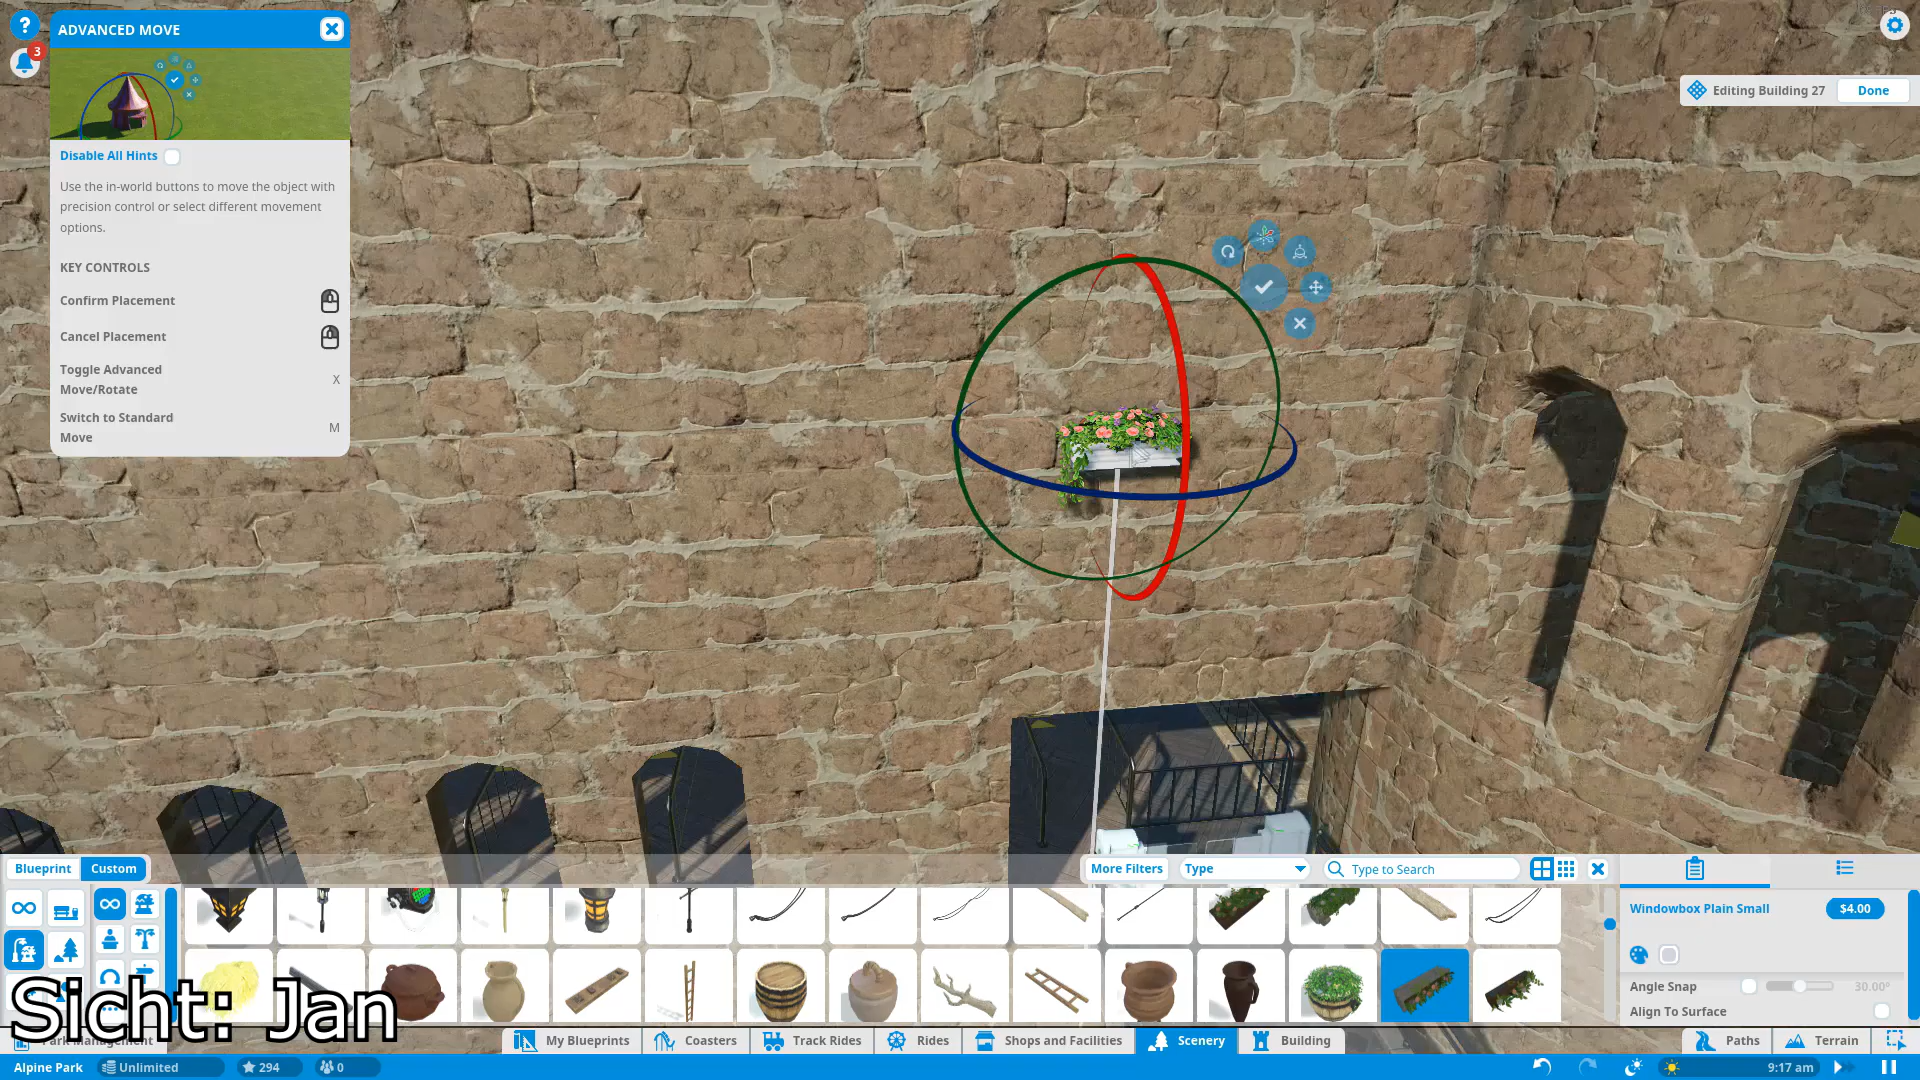 ADVANCED MOVE
3
Disable All Hints
Use the in-world buttons to move the object with
precision control or select different movement
options.
KEY CONTROLS
Confirm Placement
Cancel Placement
Toggle Advanced
Move/Rotate
X
Switch to Standard
Move
M
Editing Building 27
Done
Blueprint
Custom
More Filters
Type
Type to Search
Windowbox Plain Small
$4.00
Angle Snap
30.00°
Align To Surface
Sicht: Jan
Park Management
My Blueprints
Coasters
Track Rides
Rides
Shops and Facilities
Scenery
Building
Paths
Terrain
Alpine Park
Unlimited
294
0
9:17 am